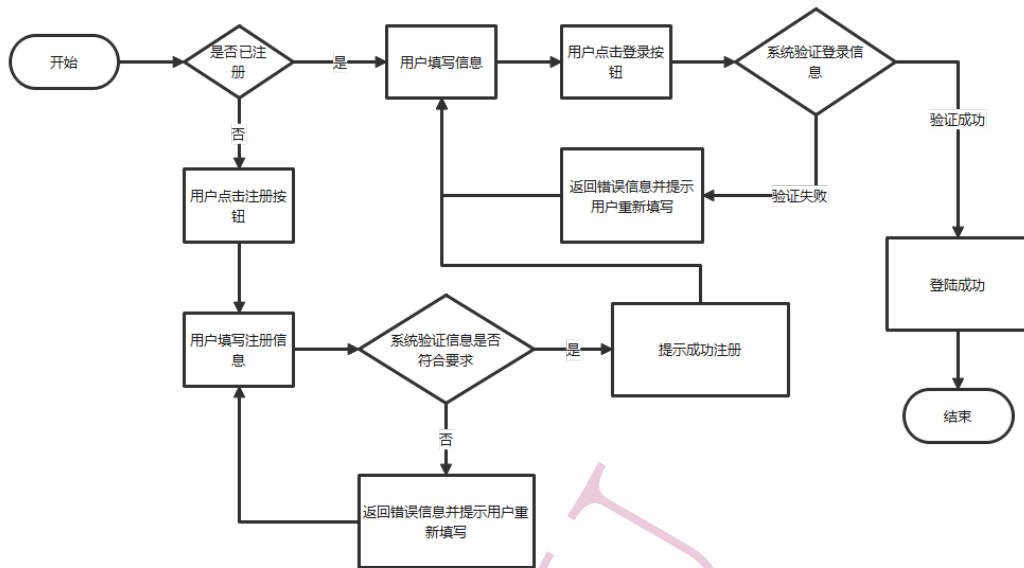 开始
是否已注
册
是
用户填写信息
用户点击登录按
钮
系统验证登录信
息
验证成功
否
用户点击注册按
钮
返回错误信息并提示
用户重新填写
验证失败
登陆成功
用户填写注册信
息
系统验证信息是否
符合要求
是
提示成功注册
结束
否
返回错误信息并提示用户重
新填写